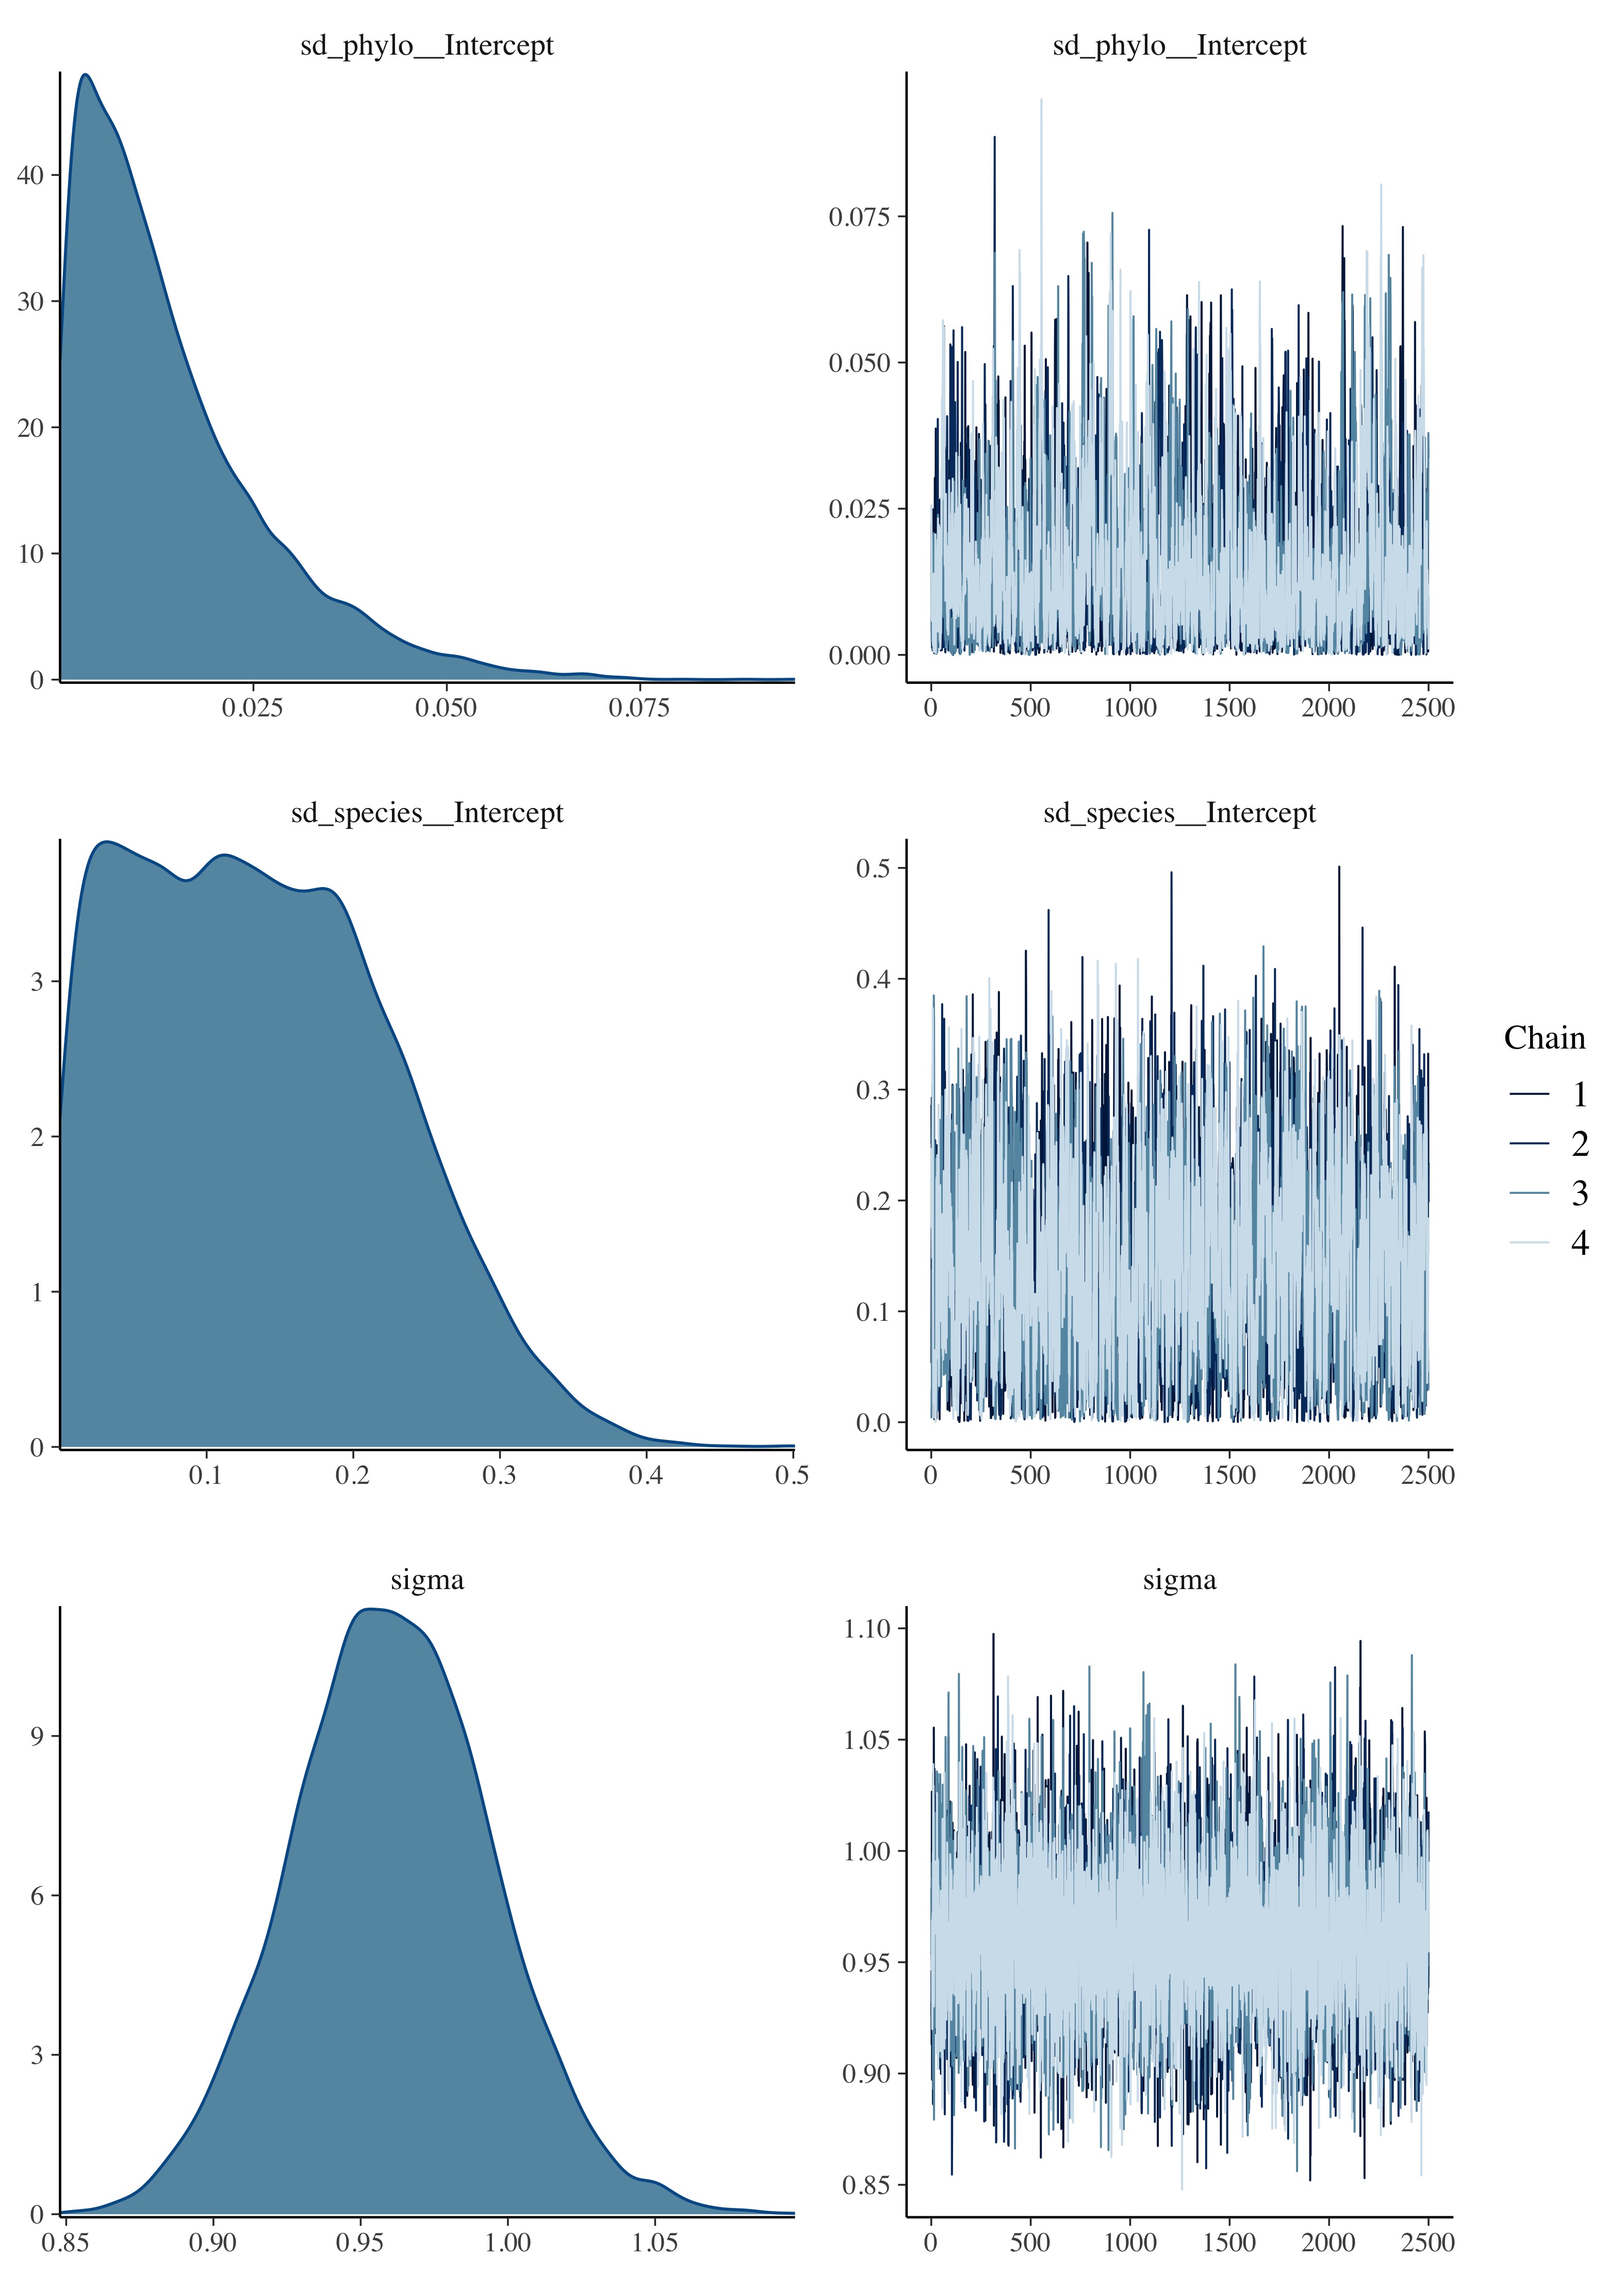 sd_phylo__Intercept
sd_phylo__Intercept
40
30
20
10
0
0.025 0.050 0.075
0.075
0.050
0.025
0.000
0 500 1000 1500 2000 2500
sd_species__Intercept
sd_species__Intercept
3
2
1
0
0.1 0.2 0.3 0.4 0.5
0.5
0.4
0.3
0.2
0.1
0.0
0 500 1000 1500 2000 2500
Chain
1
2
3
4
sigma
sigma
9
6
3
0
0.85 0.90 0.95 1.00 1.05
1.10
1.05
1.00
0.95
0.90
0.85
0 500 1000 1500 2000 2500